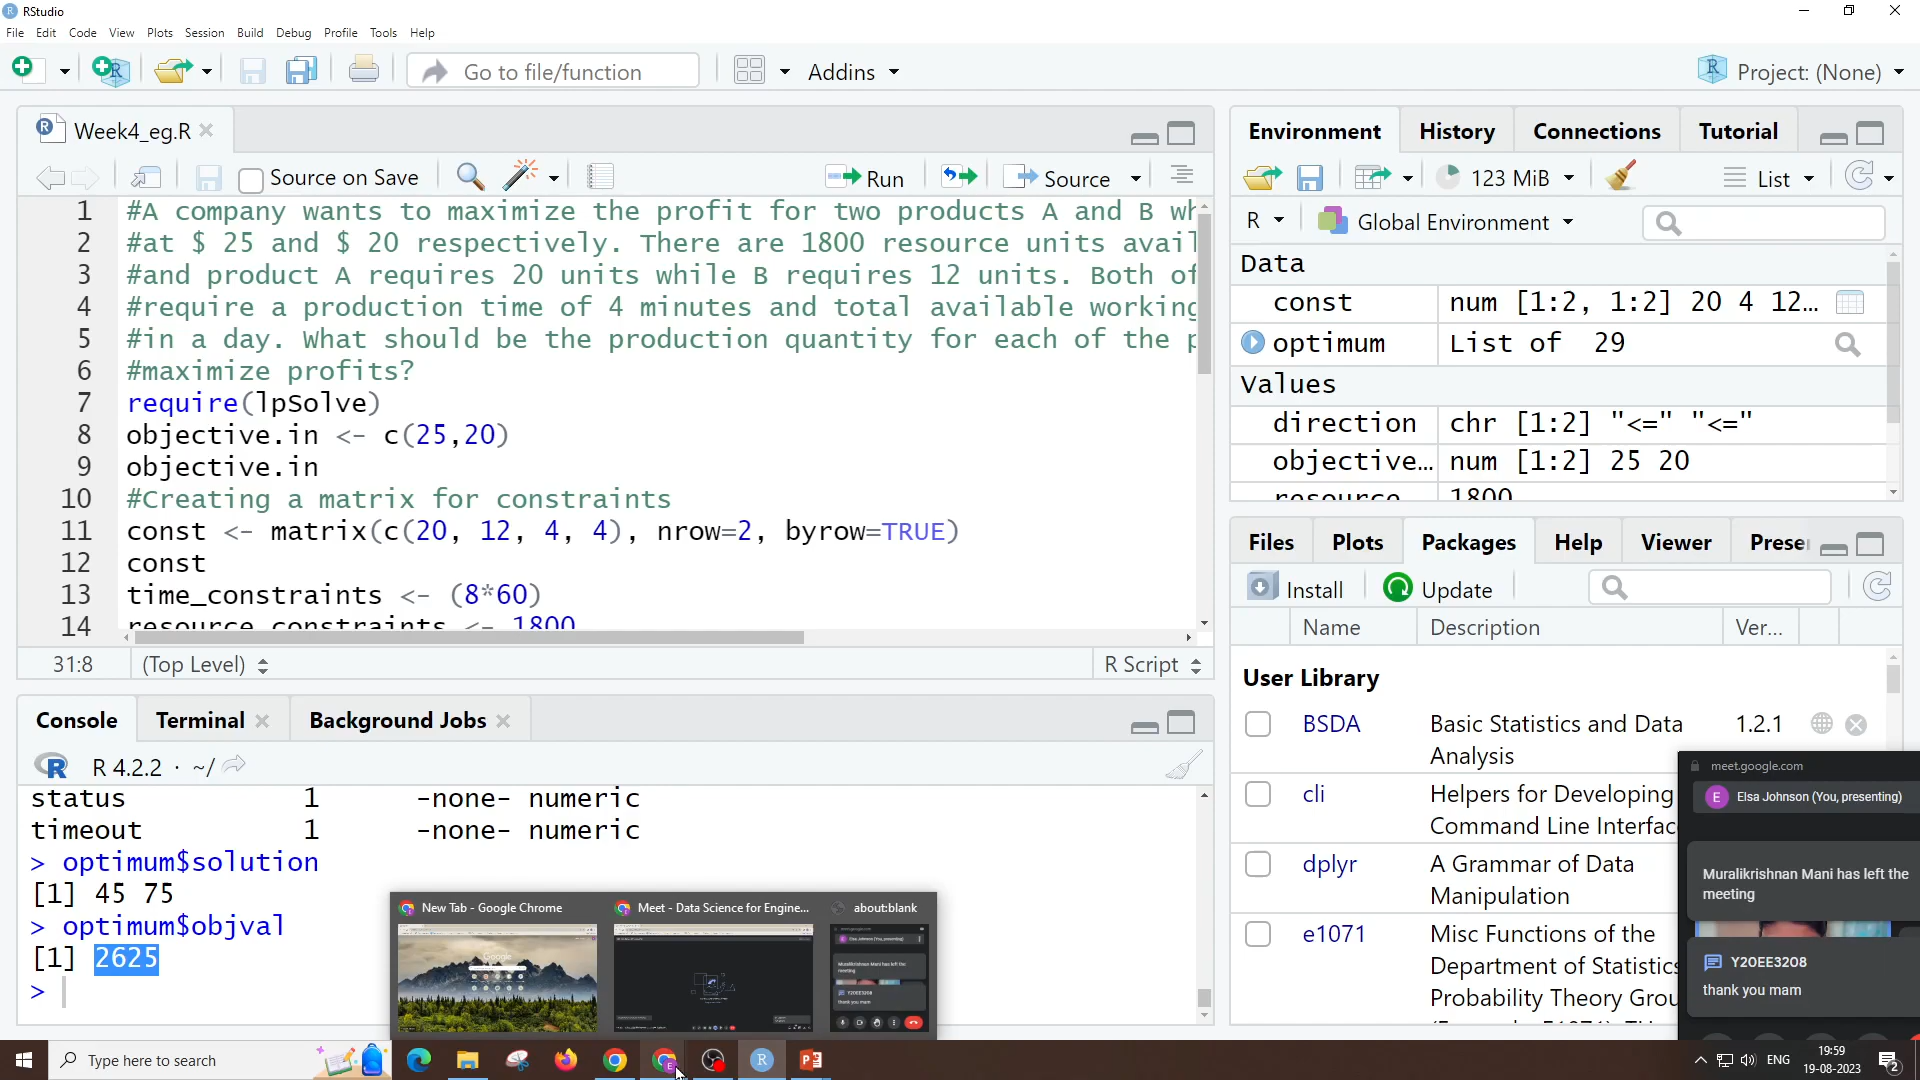 RStudio
File Edit Code View Plots Session Build Debug Profile Tools Help
Go to file/function
Addins
Project: (None)
Week4_eg.R
Source on Save
Run
Source
1 #A company wants to maximize the profit for two products A and B wh
2 #at $ 25 and $ 20 respectively. There are 1800 resource units avail
3 #and product A requires 20 units while B requires 12 units. Both of
4 #require a production time of 4 minutes and total available working
5 #in a day. What should be the production quantity for each of the p
6 #maximize profits?
7 require(lpSolve)
8 objective.in <- c(25,20)
9 objective.in
10 #Creating a matrix for constraints
11 const <- matrix(c(20, 12, 4, 4), nrow=2, byrow=TRUE)
12 const
13 time_constraints <- (8*60)
14 resource_constraints <- 1800
31:8 (Top Level) R Script
Console Terminal Background Jobs
R 4.2.2 · ~/
status 1 -none- numeric
timeout 1 -none- numeric
> optimum$solution
[1] 45 75
> optimum$objval
[1] 2625
>
Environment History Connections Tutorial
123 MiB List
R Global Environment
Data
const num [1:2, 1:2] 20 4 12...
optimum List of 29
Values
direction chr [1:2] "<=" "<="
objective... num [1:2] 25 20
resource 1800
Files Plots Packages Help Viewer Prese
Install Update
Name Description Ver...
User Library
BSDA Basic Statistics and Data Analysis 1.2.1
cli Helpers for Developing Command Line Interfac
dplyr A Grammar of Data Manipulation
e1071 Misc Functions of the Department of Statistics Probability Theory Grou
meet.google.com
E Elsa Johnson (You, presenting)
Muralikrishnan Mani has left the meeting
Y20EE3208
thank you mam
New Tab - Google Chrome
Meet - Data Science for Engine...
about:blank
Type here to search
ENG
19:59
19-08-2023
2